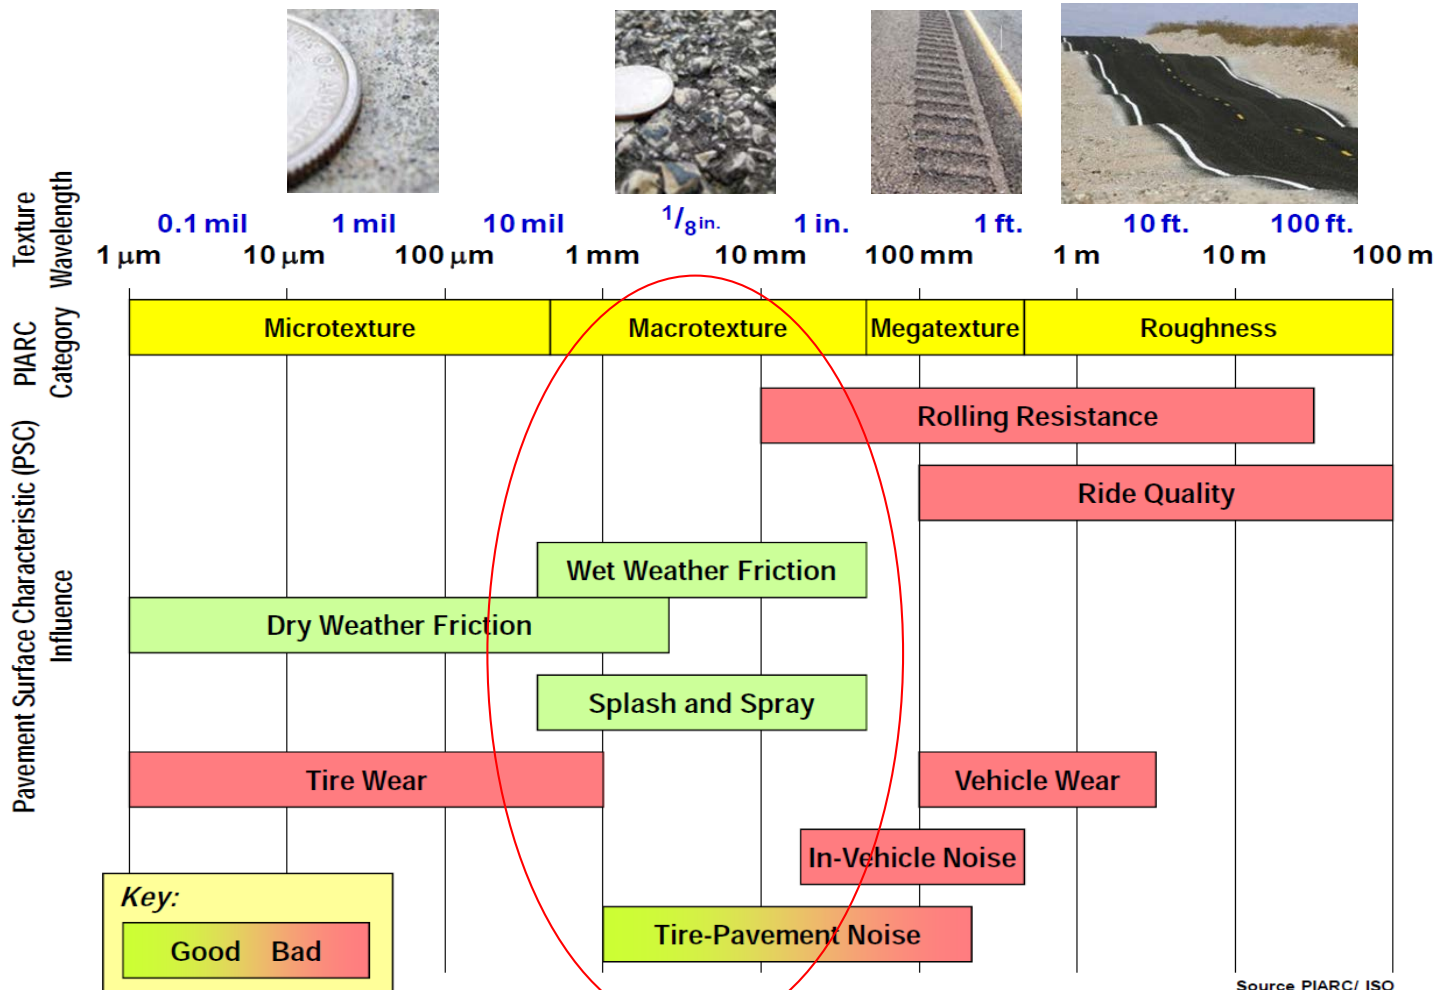 0.1 mil 1 mil 10 mil 1/8 in. 1 in. 1 ft. 10 ft. 100 ft.
Texture Wavelength
1 µm 10 µm 100 µm 1 mm 10 mm 100 mm 1 m 10 m 100 m
PIARC Category
Microtexture Macrotexture Megatexture Roughness
Pavement Surface Characteristic (PSC)
Influence
Rolling Resistance
Ride Quality
Wet Weather Friction
Dry Weather Friction
Splash and Spray
Tire Wear Vehicle Wear
In-Vehicle Noise
Tire-Pavement Noise
Key:
Good Bad
Source PIARC/ ISO